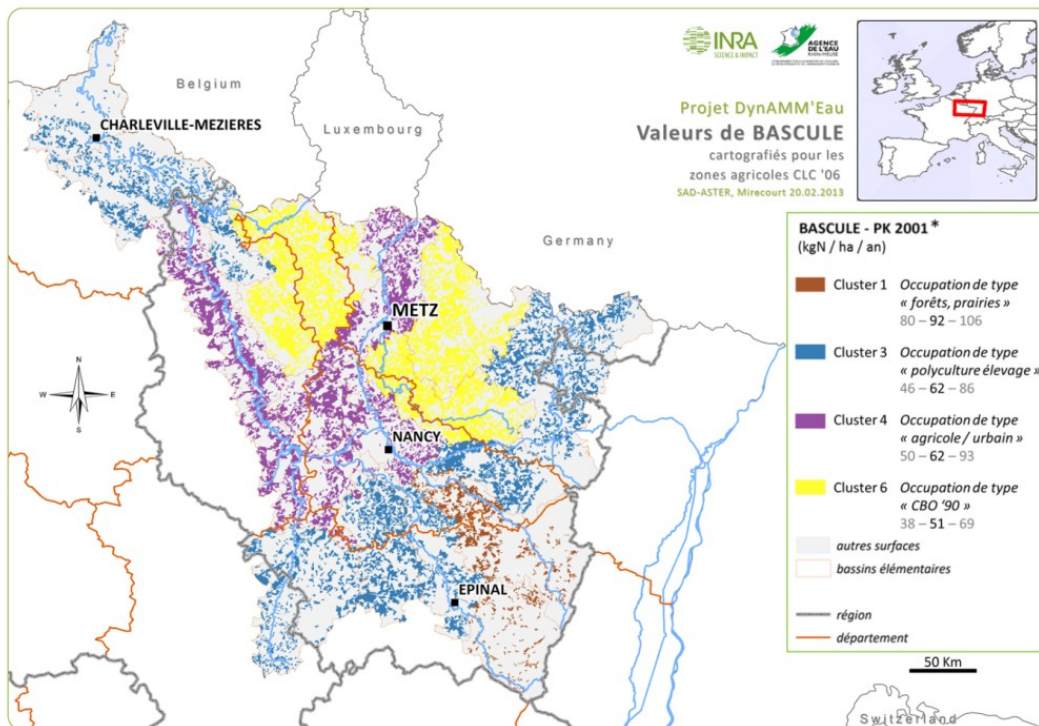 INRA
SCIENCE & IMPACT
AGENCE
DE L'EAU
RHIN-MEUSE
Projet DynAMM'Eau
Valeurs de BASCULE
cartografiés pour les
zones agricoles CLC '06
SAD-ASTER, Mirecourt 20.02.2013
Belgium
Luxembourg
Germany
Switzerland
CHARLEVILLE-MEZIERES
METZ
NANCY
EPINAL
N
W
E
S
BASCULE - PK 2001 *
(kgN / ha / an)
Cluster 1 Occupation de type
« forêts, prairies »
80 – 92 – 106
Cluster 3 Occupation de type
« polyculture élevage »
46 – 62 – 86
Cluster 4 Occupation de type
« agricole / urbain »
50 – 62 – 93
Cluster 6 Occupation de type
« CBO '90 »
38 – 51 – 69
autres surfaces
bassins élémentaires
région
département
50 Km